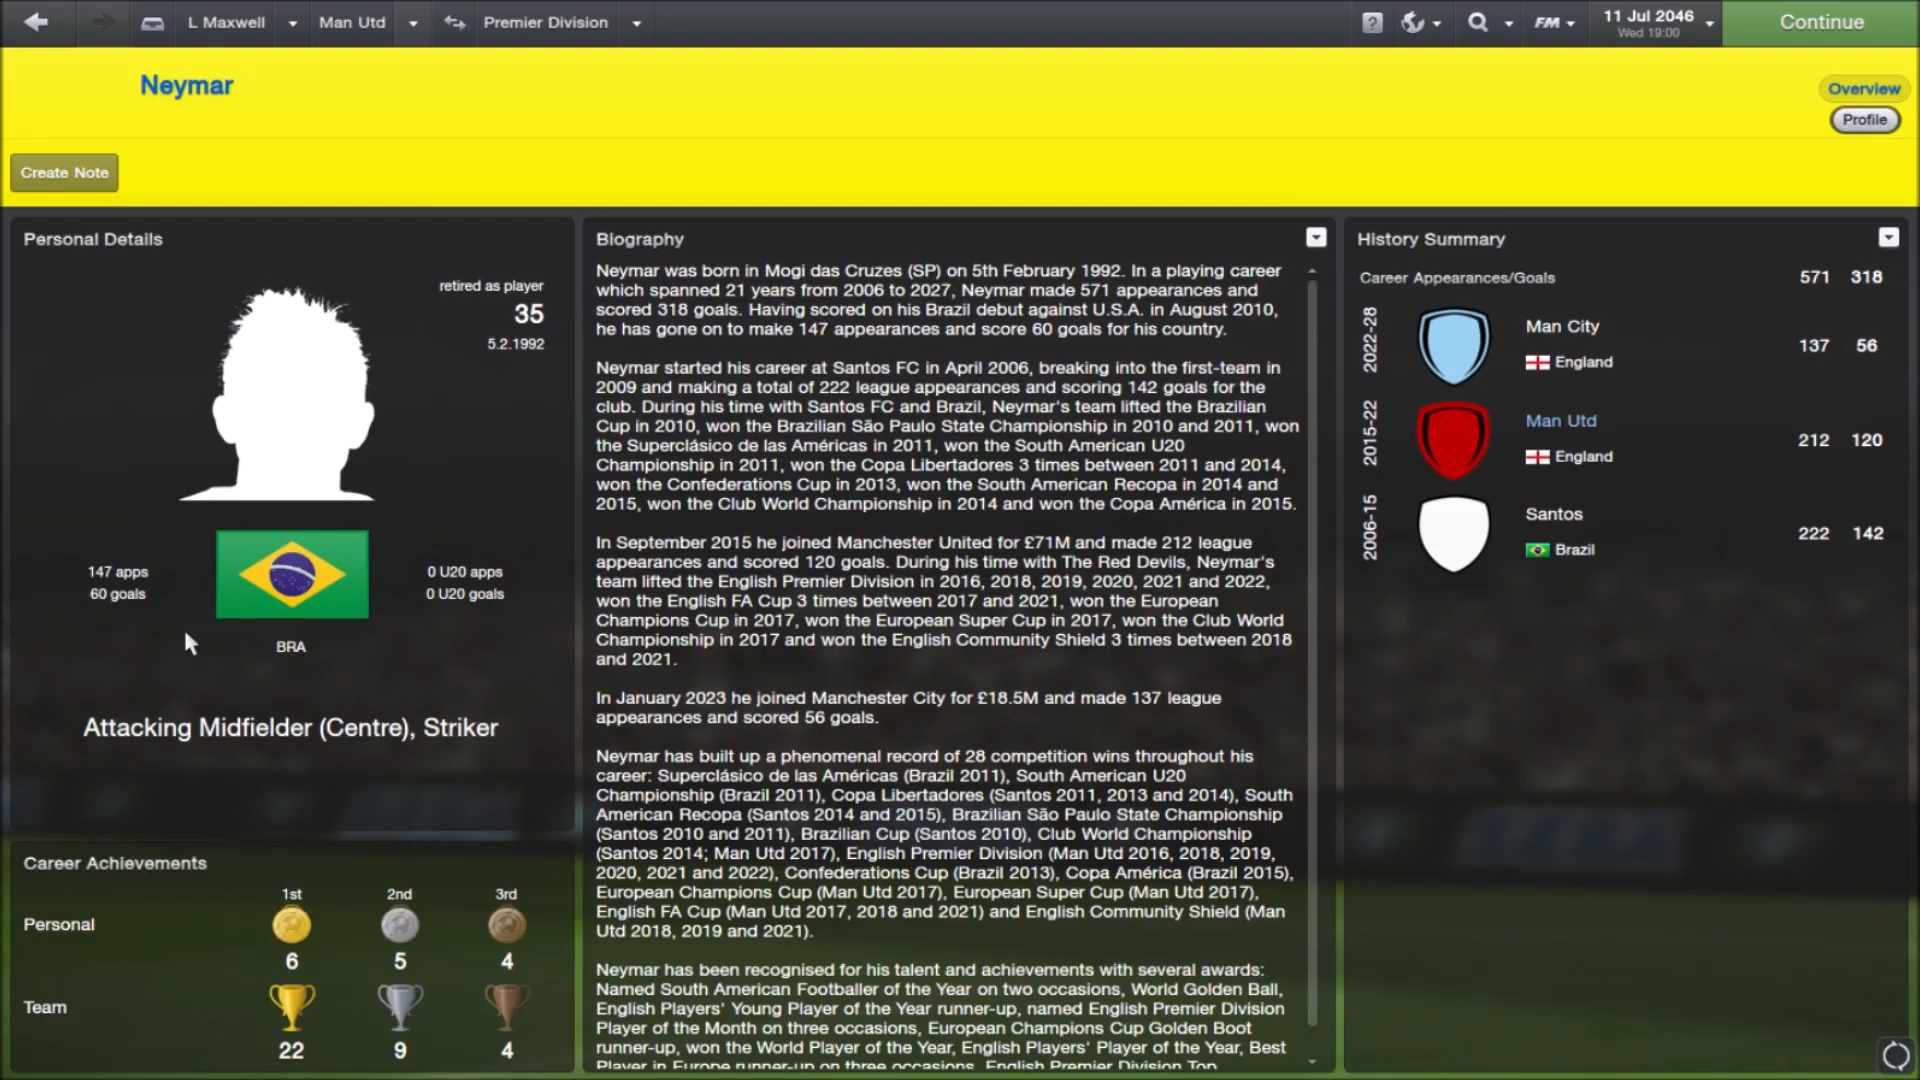 L Maxwell
Man Utd
Premier Division
?
FM
11 Jul 2046
Wed 19:00
Continue
Neymar
Overview
Profile
Create Note
Personal Details
retired as player
35
5.2.1992
147 apps
60 goals
0 U20 apps
0 U20 goals
BRA
Attacking Midfielder (Centre), Striker
Career Achievements
1st
2nd
3rd
Personal
6
5
4
Team
22
9
4
Biography
Neymar was born in Mogi das Cruzes (SP) on 5th February 1992. In a playing career
which spanned 21 years from 2006 to 2027, Neymar made 571 appearances and
scored 318 goals. Having scored on his Brazil debut against U.S.A. in August 2010,
he has gone on to make 147 appearances and score 60 goals for his country.
Neymar started his career at Santos FC in April 2006, breaking into the first-team in
2009 and making a total of 222 league appearances and scoring 142 goals for the
club. During his time with Santos FC and Brazil, Neymar's team lifted the Brazilian
Cup in 2010, won the Brazilian São Paulo State Championship in 2010 and 2011, won
the Superclásico de las Américas in 2011, won the South American U20
Championship in 2011, won the Copa Libertadores 3 times between 2011 and 2014,
won the Confederations Cup in 2013, won the South American Recopa in 2014 and
2015, won the Club World Championship in 2014 and won the Copa América in 2015.
In September 2015 he joined Manchester United for £71M and made 212 league
appearances and scored 120 goals. During his time with The Red Devils, Neymar's
team lifted the English Premier Division in 2016, 2018, 2019, 2020, 2021 and 2022,
won the English FA Cup 3 times between 2017 and 2021, won the European
Champions Cup in 2017, won the European Super Cup in 2017, won the Club World
Championship in 2017 and won the English Community Shield 3 times between 2018
and 2021.
In January 2023 he joined Manchester City for £18.5M and made 137 league
appearances and scored 56 goals.
Neymar has built up a phenomenal record of 28 competition wins throughout his
career: Superclásico de las Américas (Brazil 2011), South American U20
Championship (Brazil 2011), Copa Libertadores (Santos 2011, 2013 and 2014), South
American Recopa (Santos 2014 and 2015), Brazilian São Paulo State Championship
(Santos 2010 and 2011), Brazilian Cup (Santos 2010), Club World Championship
(Santos 2014; Man Utd 2017), English Premier Division (Man Utd 2016, 2018, 2019,
2020, 2021 and 2022), Confederations Cup (Brazil 2013), Copa América (Brazil 2015),
European Champions Cup (Man Utd 2017), European Super Cup (Man Utd 2017),
English FA Cup (Man Utd 2017, 2018 and 2021) and English Community Shield (Man
Utd 2018, 2019 and 2021).
Neymar has been recognised for his talent and achievements with several awards:
Named South American Footballer of the Year on two occasions, World Golden Ball,
English Players' Young Player of the Year runner-up, named English Premier Division
Player of the Month on three occasions, European Champions Cup Golden Boot
runner-up, won the World Player of the Year, English Players' Player of the Year, Best
Player in Europe runner-up on three occasions, English Premier Division Top
History Summary
Career Appearances/Goals 571 318
2022-28
Man City
England
137 56
2015-22
Man Utd
England
212 120
2006-15
Santos
Brazil
222 142